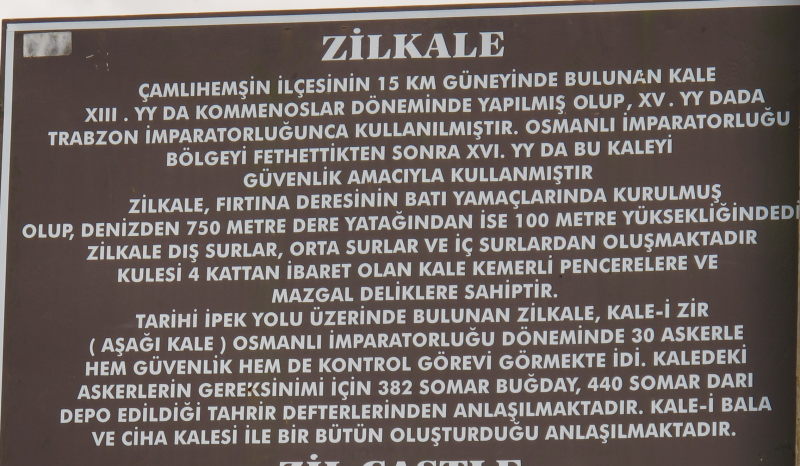 ZİLKALE
ÇAMLIHEMŞİN İLÇESİNİN 15 KM GÜNEYİNDE BULUNAN KALE
XIII . YY DA KOMMENOSLAR DÖNEMİNDE YAPILMIŞ OLUP, XV . YY DADA
TRABZON İMPARATORLUĞUNCA KULLANILMIŞTIR. OSMANLI İMPARATORLUĞU
BÖLGEYİ FETHETTİKTEN SONRA XVI. YY DA BU KALEYİ
GÜVENLİK AMACIYLA KULLANMIŞTIR
ZİLKALE, FIRTINA DERESİNİN BATI YAMAÇLARINDA KURULMUŞ
OLUP, DENİZDEN 750 METRE DERE YATAĞINDAN İSE 100 METRE YÜKSEKLİĞİNDEDİ
ZİLKALE DIŞ SURLAR, ORTA SURLAR VE İÇ SURLARDAN OLUŞMAKTADIR
KULESİ 4 KATTAN İBARET OLAN KALE KEMERLİ PENCERELERE VE
MAZGAL DELİKLERE SAHİPTİR.
TARİHİ İPEK YOLU ÜZERİNDE BULUNAN ZİLKALE, KALE-İ ZİR
( AŞAĞI KALE ) OSMANLI İMPARATORLUĞU DÖNEMİNDE 30 ASKERLE
HEM GÜVENLİK HEM DE KONTROL GÖREVİ GÖRMEKTE İDİ. KALEDEKİ
ASKERLERİN GEREKSİNİMİ İÇİN 382 SOMAR BUĞDAY, 440 SOMAR DARI
DEPO EDİLDİĞİ TAHRİR DEFTERLERİNDEN ANLAŞILMAKTADIR. KALE-İ BALA
VE CİHA KALESİ İLE BİR BÜTÜN OLUŞTURDUĞU ANLAŞILMAKTADIR.
ZİL CASTLE